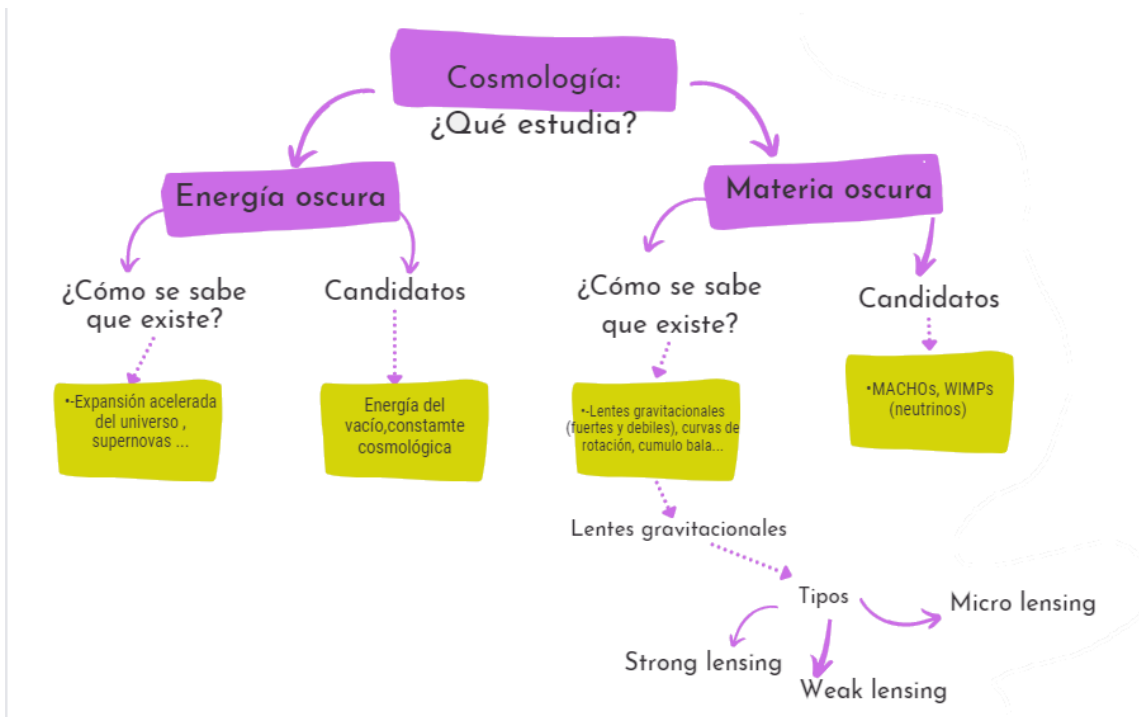 Cosmología:
¿Qué estudia?
Energía oscura
Materia oscura
¿Cómo se sabe
que existe?
Candidatos
¿Cómo se sabe
que existe?
Candidatos
•-Expansión acelerada
del universo ,
supernovas ...
Energía del
vacío,constamte
cosmológica
•-Lentes gravitacionales
(fuertes y debiles), curvas de
rotación, cumulo bala...
•MACHOs, WIMPs
(neutrinos)
Lentes gravitacionales
Tipos
Micro lensing
Strong lensing
Weak lensing